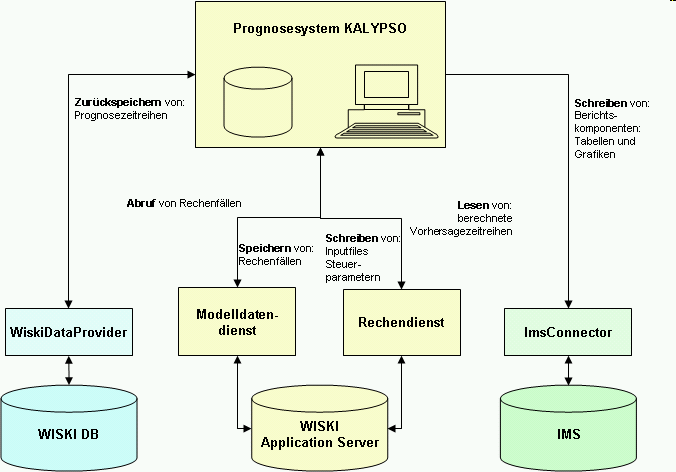 Prognosesystem KALYPSO
Zurückspeichern von:
Prognosezeitreihen
Schreiben von:
Berichts-
komponenten:
Tabellen und
Grafiken
Abruf von Rechenfällen
Lesen von:
berechnete
Vorhersagezeitreihen
Speichern von:
Rechenfällen
Schreiben von:
Inputfiles
Steuer-
parametern
WiskiDataProvider
Modelldaten-
dienst
Rechendienst
ImsConnector
WISKI DB
WISKI
Application Server
IMS